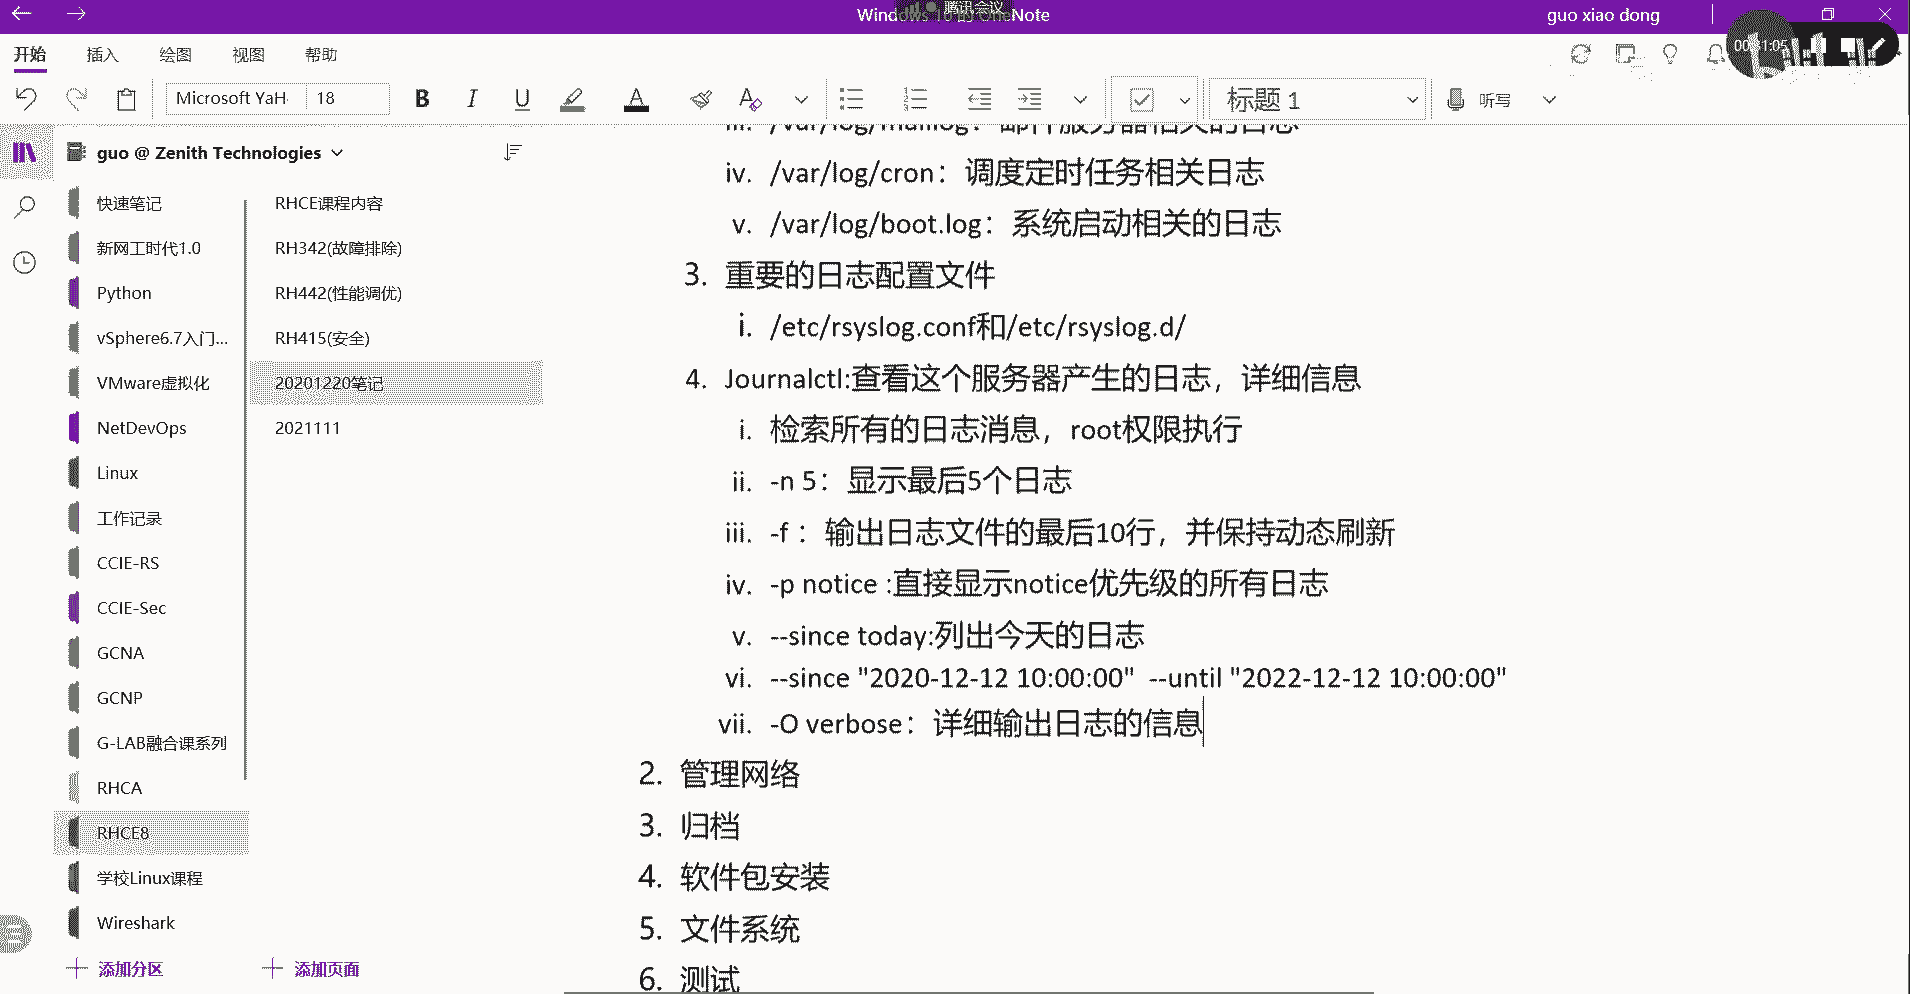 腾讯会议
Windows 10 的 OneNote
guo xiao dong
开始 插入 绘图 视图 帮助
Microsoft YaH 18 B I U A 标题 1 听写
guo @ Zenith Technologies
快速笔记
新网工时代1.0
Python
vSphere6.7入门...
VMware虚拟化
NetDevOps
Linux
工作记录
CCIE-RS
CCIE-Sec
GCNA
GCNP
G-LAB融合课系列
RHCA
RHCE8
学校Linux课程
Wireshark
添加分区
RHCE课程内容
RH342(故障排除)
RH442(性能调优)
RH415(安全)
20201220笔记
2021111
添加页面
iii. /var/log/maillog：邮件服务器相关的日志
iv. /var/log/cron：调度定时任务相关日志
v. /var/log/boot.log：系统启动相关的日志
3. 重要的日志配置文件
i. /etc/rsyslog.conf和/etc/rsyslog.d/
4. Journalctl:查看这个服务器产生的日志，详细信息
i. 检索所有的日志消息，root权限执行
ii. -n 5：显示最后5个日志
iii. -f ：输出日志文件的最后10行，并保持动态刷新
iv. -p notice :直接显示notice优先级的所有日志
v. --since today:列出今天的日志
vi. --since "2020-12-12 10:00:00" --until "2022-12-12 10:00:00"
vii. -O verbose：详细输出日志的信息
2. 管理网络
3. 归档
4. 软件包安装
5. 文件系统
6. 测试